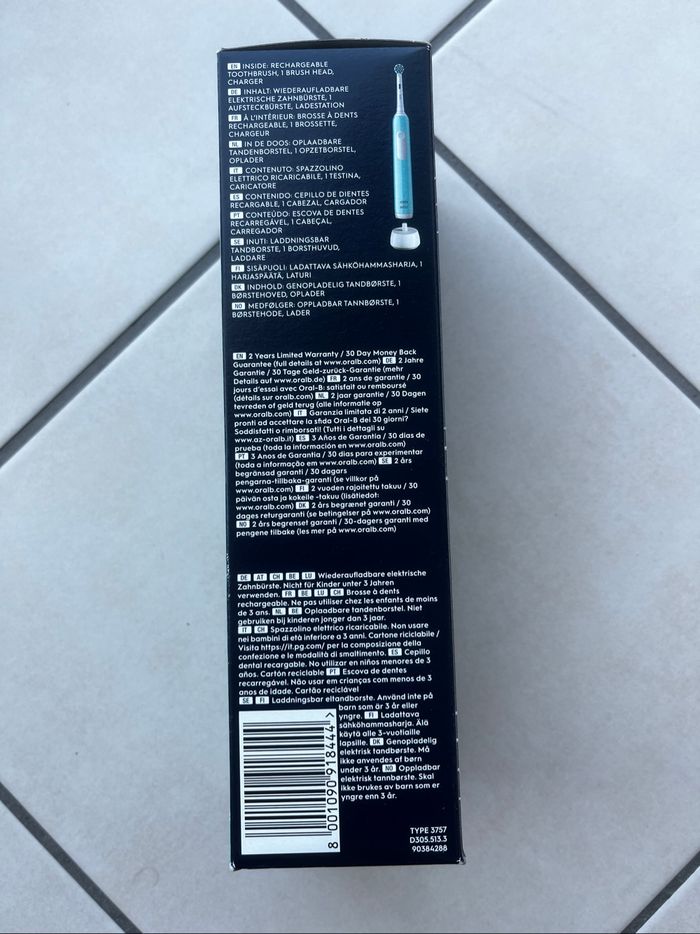 EN INSIDE: RECHARGEABLE
TOOTHBRUSH, 1 BRUSH HEAD,
CHARGER
DE INHALT: WIEDERAUFLADBARE
ELEKTRISCHE ZAHNBÜRSTE, 1
AUFSTECKBÜRSTE, LADESTATION
FR À L'INTÉRIEUR: BROSSE À DENTS
RECHARGEABLE, 1 BROSSETTE,
CHARGEUR
NL IN DE DOOS: OPLAADBARE
TANDENBORSTEL, 1 OPZETBORSTEL,
OPLADER
IT CONTENUTO: SPAZZOLINO
ELETTRICO RICARICABILE, 1 TESTINA,
CARICATORE
ES CONTENIDO: CEPILLO DE DIENTES
RECARGABLE, 1 CABEZAL, CARGADOR
PT CONTEÚDO: ESCOVA DE DENTES
RECARREGÁVEL, 1 CABEÇAL,
CARREGADOR
SE INUTI: LADDNINGSBAR
TANDBORSTE, 1 BORSTHUVUD,
LADDARE
FI SISÄPUOLI: LADATTAVA SÄHKÖHAMMASHARJA, 1
HARJASPÄÄTÄ, LATURI
DK INDHOLD: GENOPLADELIG TANDBØRSTE, 1
BØRSTEHOVED, OPLADER
NO MEDFØLGER: OPPLADBAR TANNBØRSTE, 1
BØRSTEHODE, LADER
EN 2 Years Limited Warranty / 30 Day Money Back
Guarantee (full details at www.oralb.com) DE 2 Jahre
Garantie / 30 Tage Geld-zurück-Garantie (mehr
Details auf www.oralb.de) FR 2 ans de garantie / 30
jours d'essai avec Oral-B: satisfait ou remboursé
(détails sur oralb.com) NL 2 jaar garantie / 30 Dagen
tevreden of geld terug (alle informatie op
www.oralb.com) IT Garanzia limitata di 2 anni / Siete
pronti ad accettare la sfida Oral-B dei 30 giorni?
Soddisfatti o rimborsati! (Tutti i dettagli su
www.az-oralb.it) ES 3 Años de Garantía / 30 días de
prueba (toda la información en www.oralb.com)
PT 3 Anos de Garantia / 30 dias para experimentar
(toda a informação em www.oralb.com) SE 2 års
begränsad garanti / 30 dagars
pengarna-tillbaka-garanti (se villkor på
www.oralb.com) FI 2 vuoden rajoitettu takuu / 30
päivän osta ja kokeile -takuu (lisätiedot:
www.oralb.com) DK 2 års begrænset garanti / 30
dages returgaranti (se betingelser på www.oralb.com)
NO 2 års begrenset garanti / 30-dagers garanti med
pengene tilbake (les mer på www.oralb.com)
DE AT CH BE LU Wiederaufladbare elektrische
Zahnbürste. Nicht für Kinder unter 3 Jahren
verwenden. FR BE LU CH Brosse à dents
rechargeable. Ne pas utiliser chez les enfants de moins
de 3 ans. NL BE Oplaadbare tandenborstel. Niet
gebruiken bij kinderen jonger dan 3 jaar.
IT CH Spazzolino elettrico ricaricabile. Non usare
nei bambini di età inferiore a 3 anni. Cartone riciclabile /
Visita https://it.pg.com/ per la composizione della
confezione e le modalità di smaltimento. ES Cepillo
dental recargable. No utilizar en niños menores de 3
años. Cartón reciclable PT Escova de dentes
recarregável. Não usar em crianças com menos de 3
anos de idade. Cartão reciclável
SE FI Laddningsbar eltandborste. Använd inte på
barn som är 3 år eller
yngre. FI Ladattava
sähköhammasharja. Älä
käytä alle 3-vuotiaille
lapsille. DK Genopladelig
elektrisk tandbørste. Må
ikke anvendes af børn
under 3 år. NO Oppladbar
elektrisk tannbørste. Skal
ikke brukes av barn som er
yngre enn 3 år.
8 001090 918444 >
TYPE 3757
D305.513.3
90384288